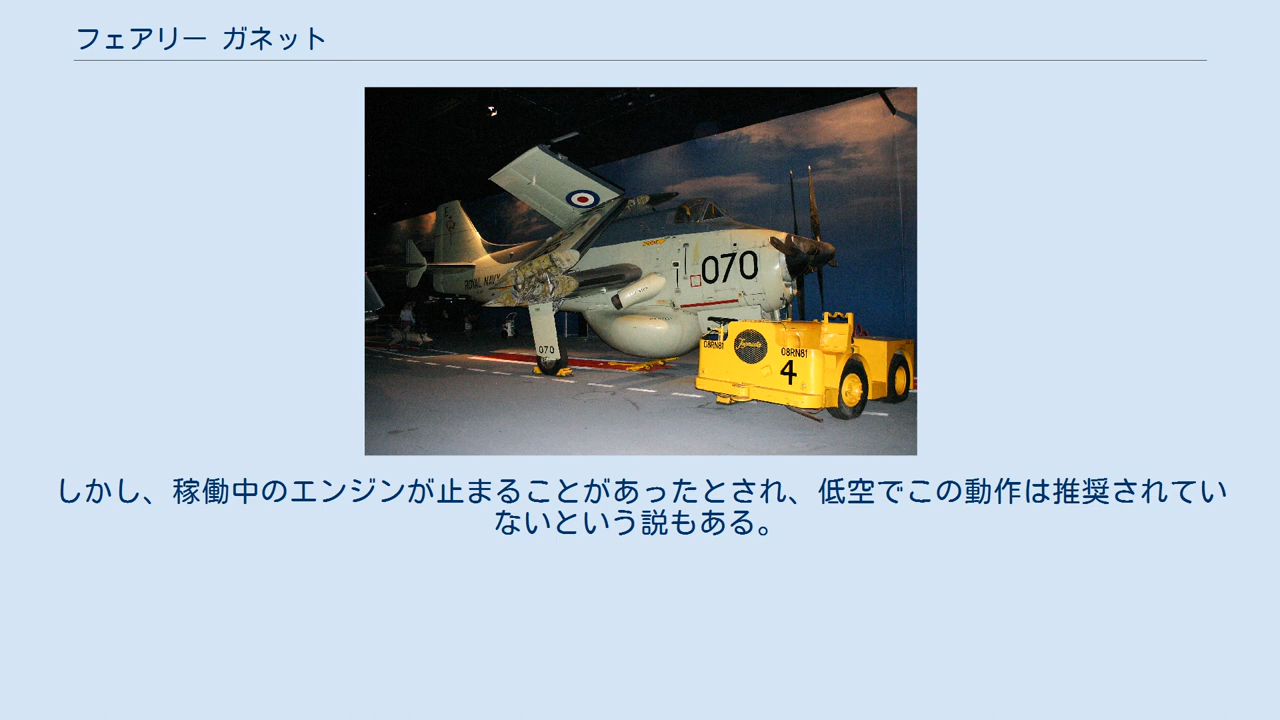 フェアリー ガネット
070
ROYAL NAVY
070
08RN81
08RN81
4
しかし、稼働中のエンジンが止まることがあったとされ、低空でこの動作は推奨されてい
ないという説もある。